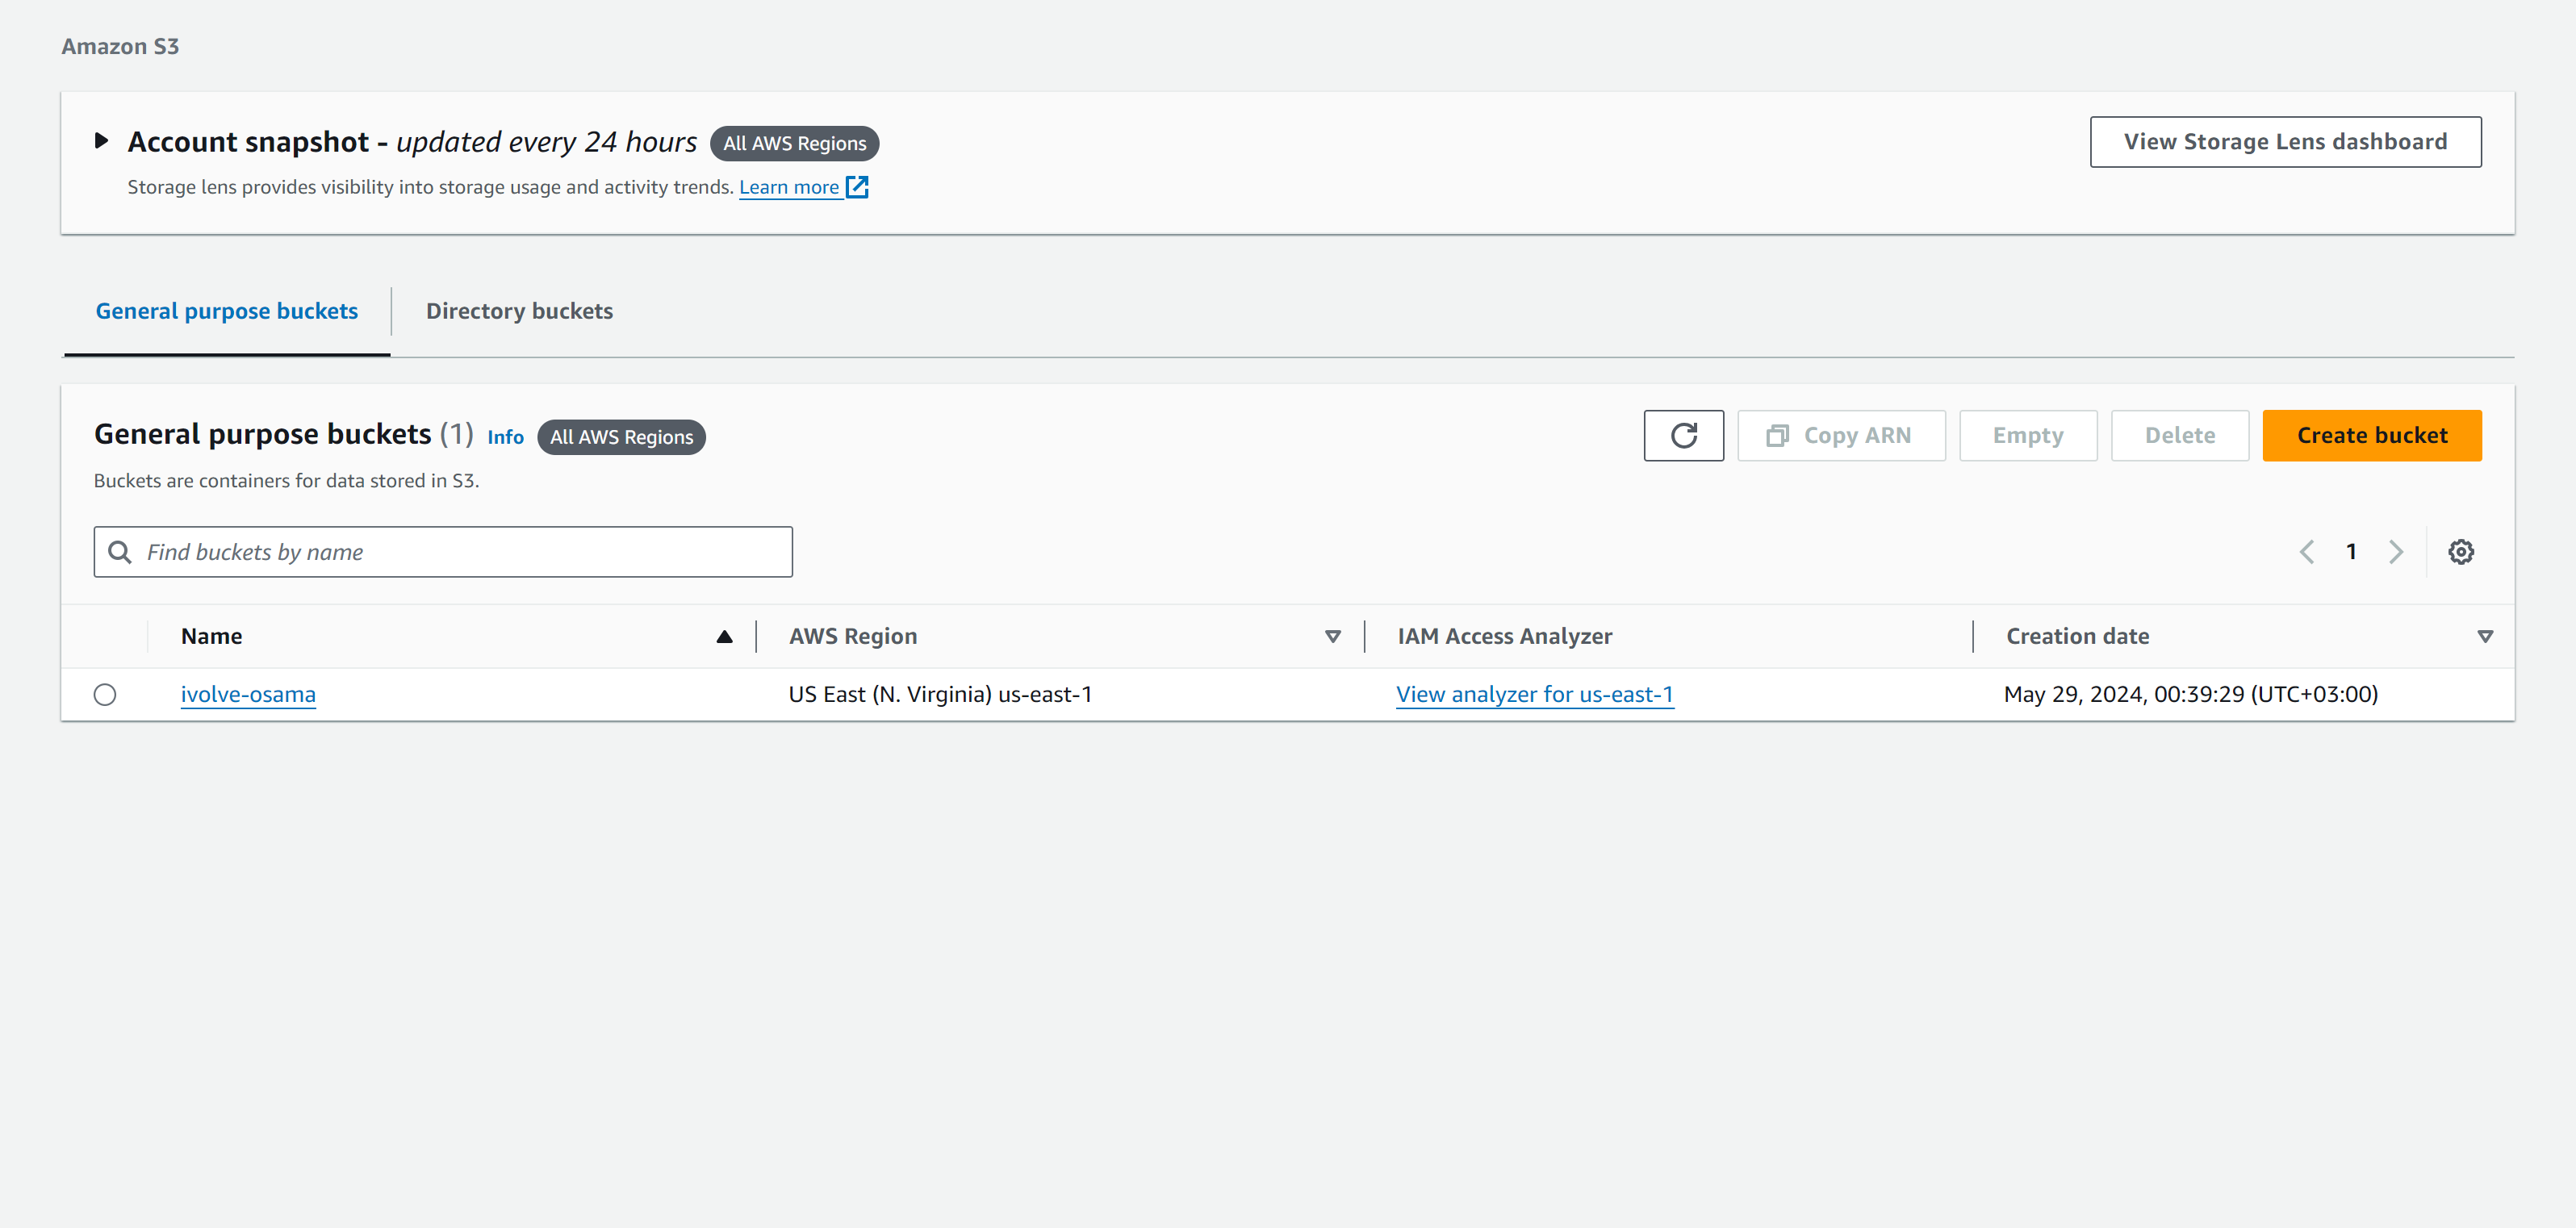 Amazon S3
Account snapshot - updated every 24 hours All AWS Regions
View Storage Lens dashboard
Storage lens provides visibility into storage usage and activity trends. Learn more
General purpose buckets Directory buckets
General purpose buckets (1) Info All AWS Regions
Copy ARN Empty Delete Create bucket
Buckets are containers for data stored in S3.
Find buckets by name
1
Name AWS Region IAM Access Analyzer Creation date
ivolve-osama US East (N. Virginia) us-east-1 View analyzer for us-east-1 May 29, 2024, 00:39:29 (UTC+03:00)